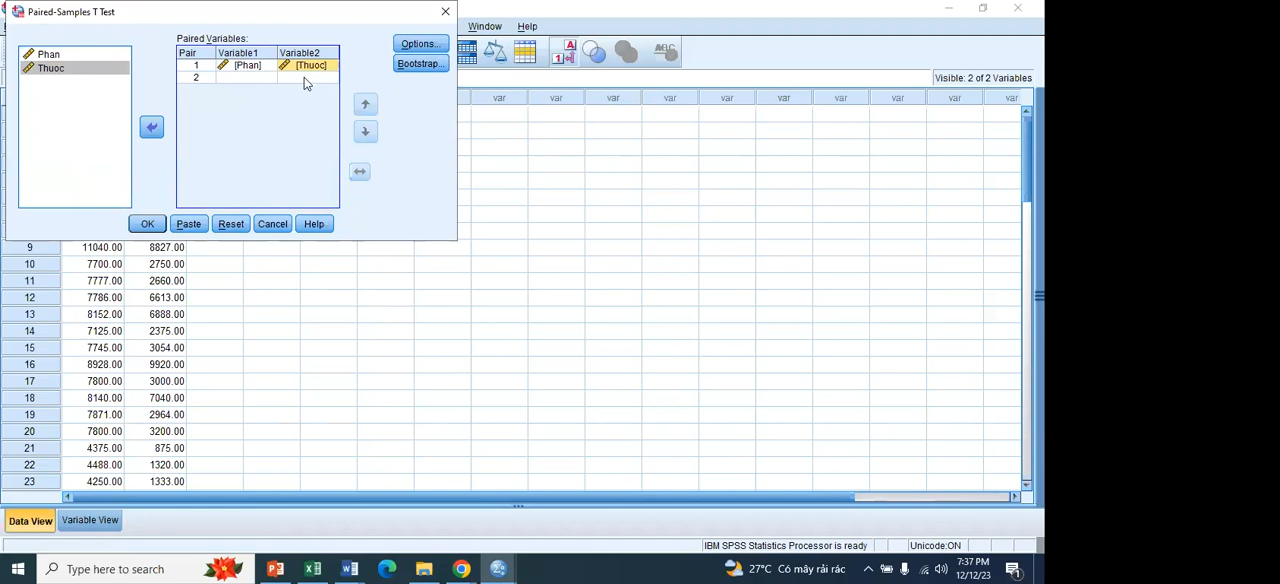 Paired-Samples T Test
Window Help
Paired Variables:
Phan
Thuoc
Pair Variable1 Variable2
1 [Phan] [Thuoc]
2
Options...
Bootstrap...
OK Paste Reset Cancel Help
Visible: 2 of 2 Variables
var var var var var var var var var var
9 11040.00 8827.00
10 7700.00 2750.00
11 7777.00 2660.00
12 7786.00 6613.00
13 8152.00 6888.00
14 7125.00 2375.00
15 7745.00 3054.00
16 8928.00 9920.00
17 7800.00 3000.00
18 8140.00 7040.00
19 7871.00 2964.00
20 7800.00 3200.00
21 4375.00 875.00
22 4488.00 1320.00
23 4250.00 1333.00
Data View Variable View
IBM SPSS Statistics Processor is ready Unicode:ON
Type here to search
27°C Có mây rải rác
7:37 PM
12/12/23